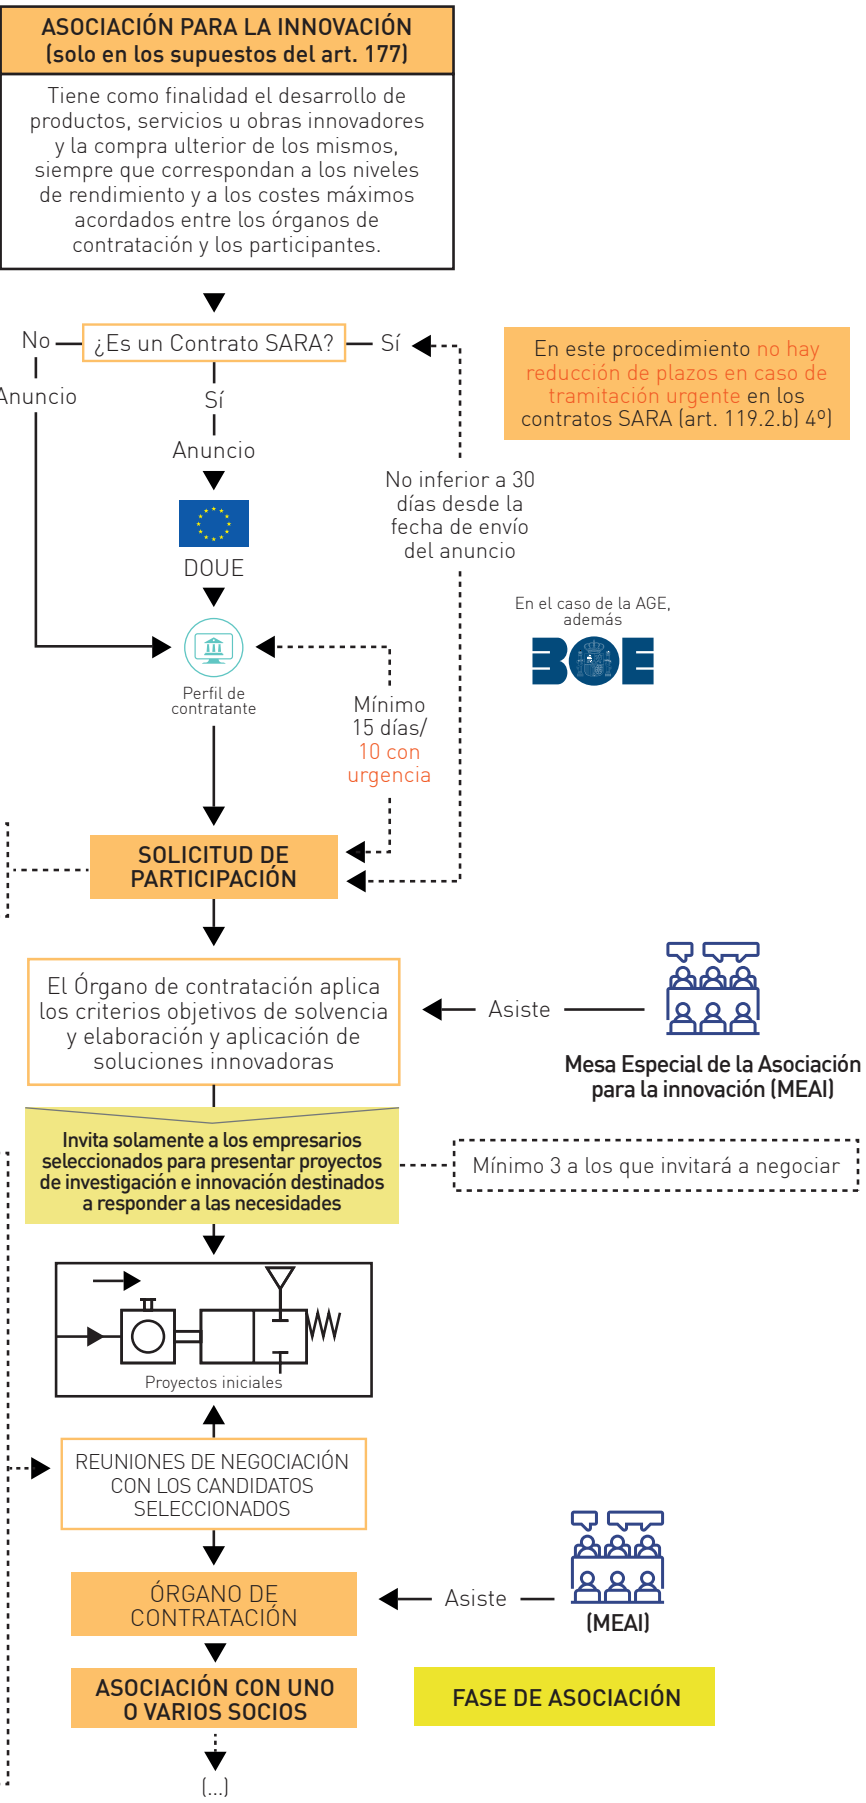 ASOCIACIÓN PARA LA INNOVACIÓN
(solo en los supuestos del art. 177)
Tiene como finalidad el desarrollo de
productos, servicios u obras innovadores
y la compra ulterior de los mismos,
siempre que correspondan a los niveles
de rendimiento y a los costes máximos
acordados entre los órganos de
contratación y los participantes.
No
¿Es un Contrato SARA?
Sí
En este procedimiento no hay
reducción de plazos en caso de
tramitación urgente en los
contratos SARA (art. 119.2.b) 4º)
Anuncio
Sí
Anuncio
No inferior a 30
días desde la
fecha de envío
del anuncio
DOUE
En el caso de la AGE,
además
BOE
Perfil de
contratante
Mínimo
15 días/
10 con
urgencia
SOLICITUD DE
PARTICIPACIÓN
El Órgano de contratación aplica
los criterios objetivos de solvencia
y elaboración y aplicación de
soluciones innovadoras
Asiste
Mesa Especial de la Asociación
para la innovación (MEAI)
Invita solamente a los empresarios
seleccionados para presentar proyectos
de investigación e innovación destinados
a responder a las necesidades
Mínimo 3 a los que invitará a negociar
Proyectos iniciales
REUNIONES DE NEGOCIACIÓN
CON LOS CANDIDATOS
SELECCIONADOS
ÓRGANO DE
CONTRATACIÓN
Asiste
(MEAI)
ASOCIACIÓN CON UNO
O VARIOS SOCIOS
FASE DE ASOCIACIÓN
(...)